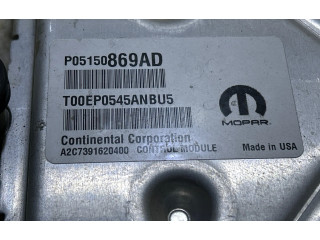 P05150869AD
T00EP0545ANBU5
MOPAR
Continental Corporation
A2C7391620400 CONTROL MODULE
Made in USA